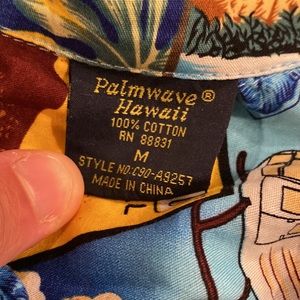 Palmwave®
Hawaii
100% COTTON
RN 88831
M
STYLE NO:C90-A9257
MADE IN CHINA